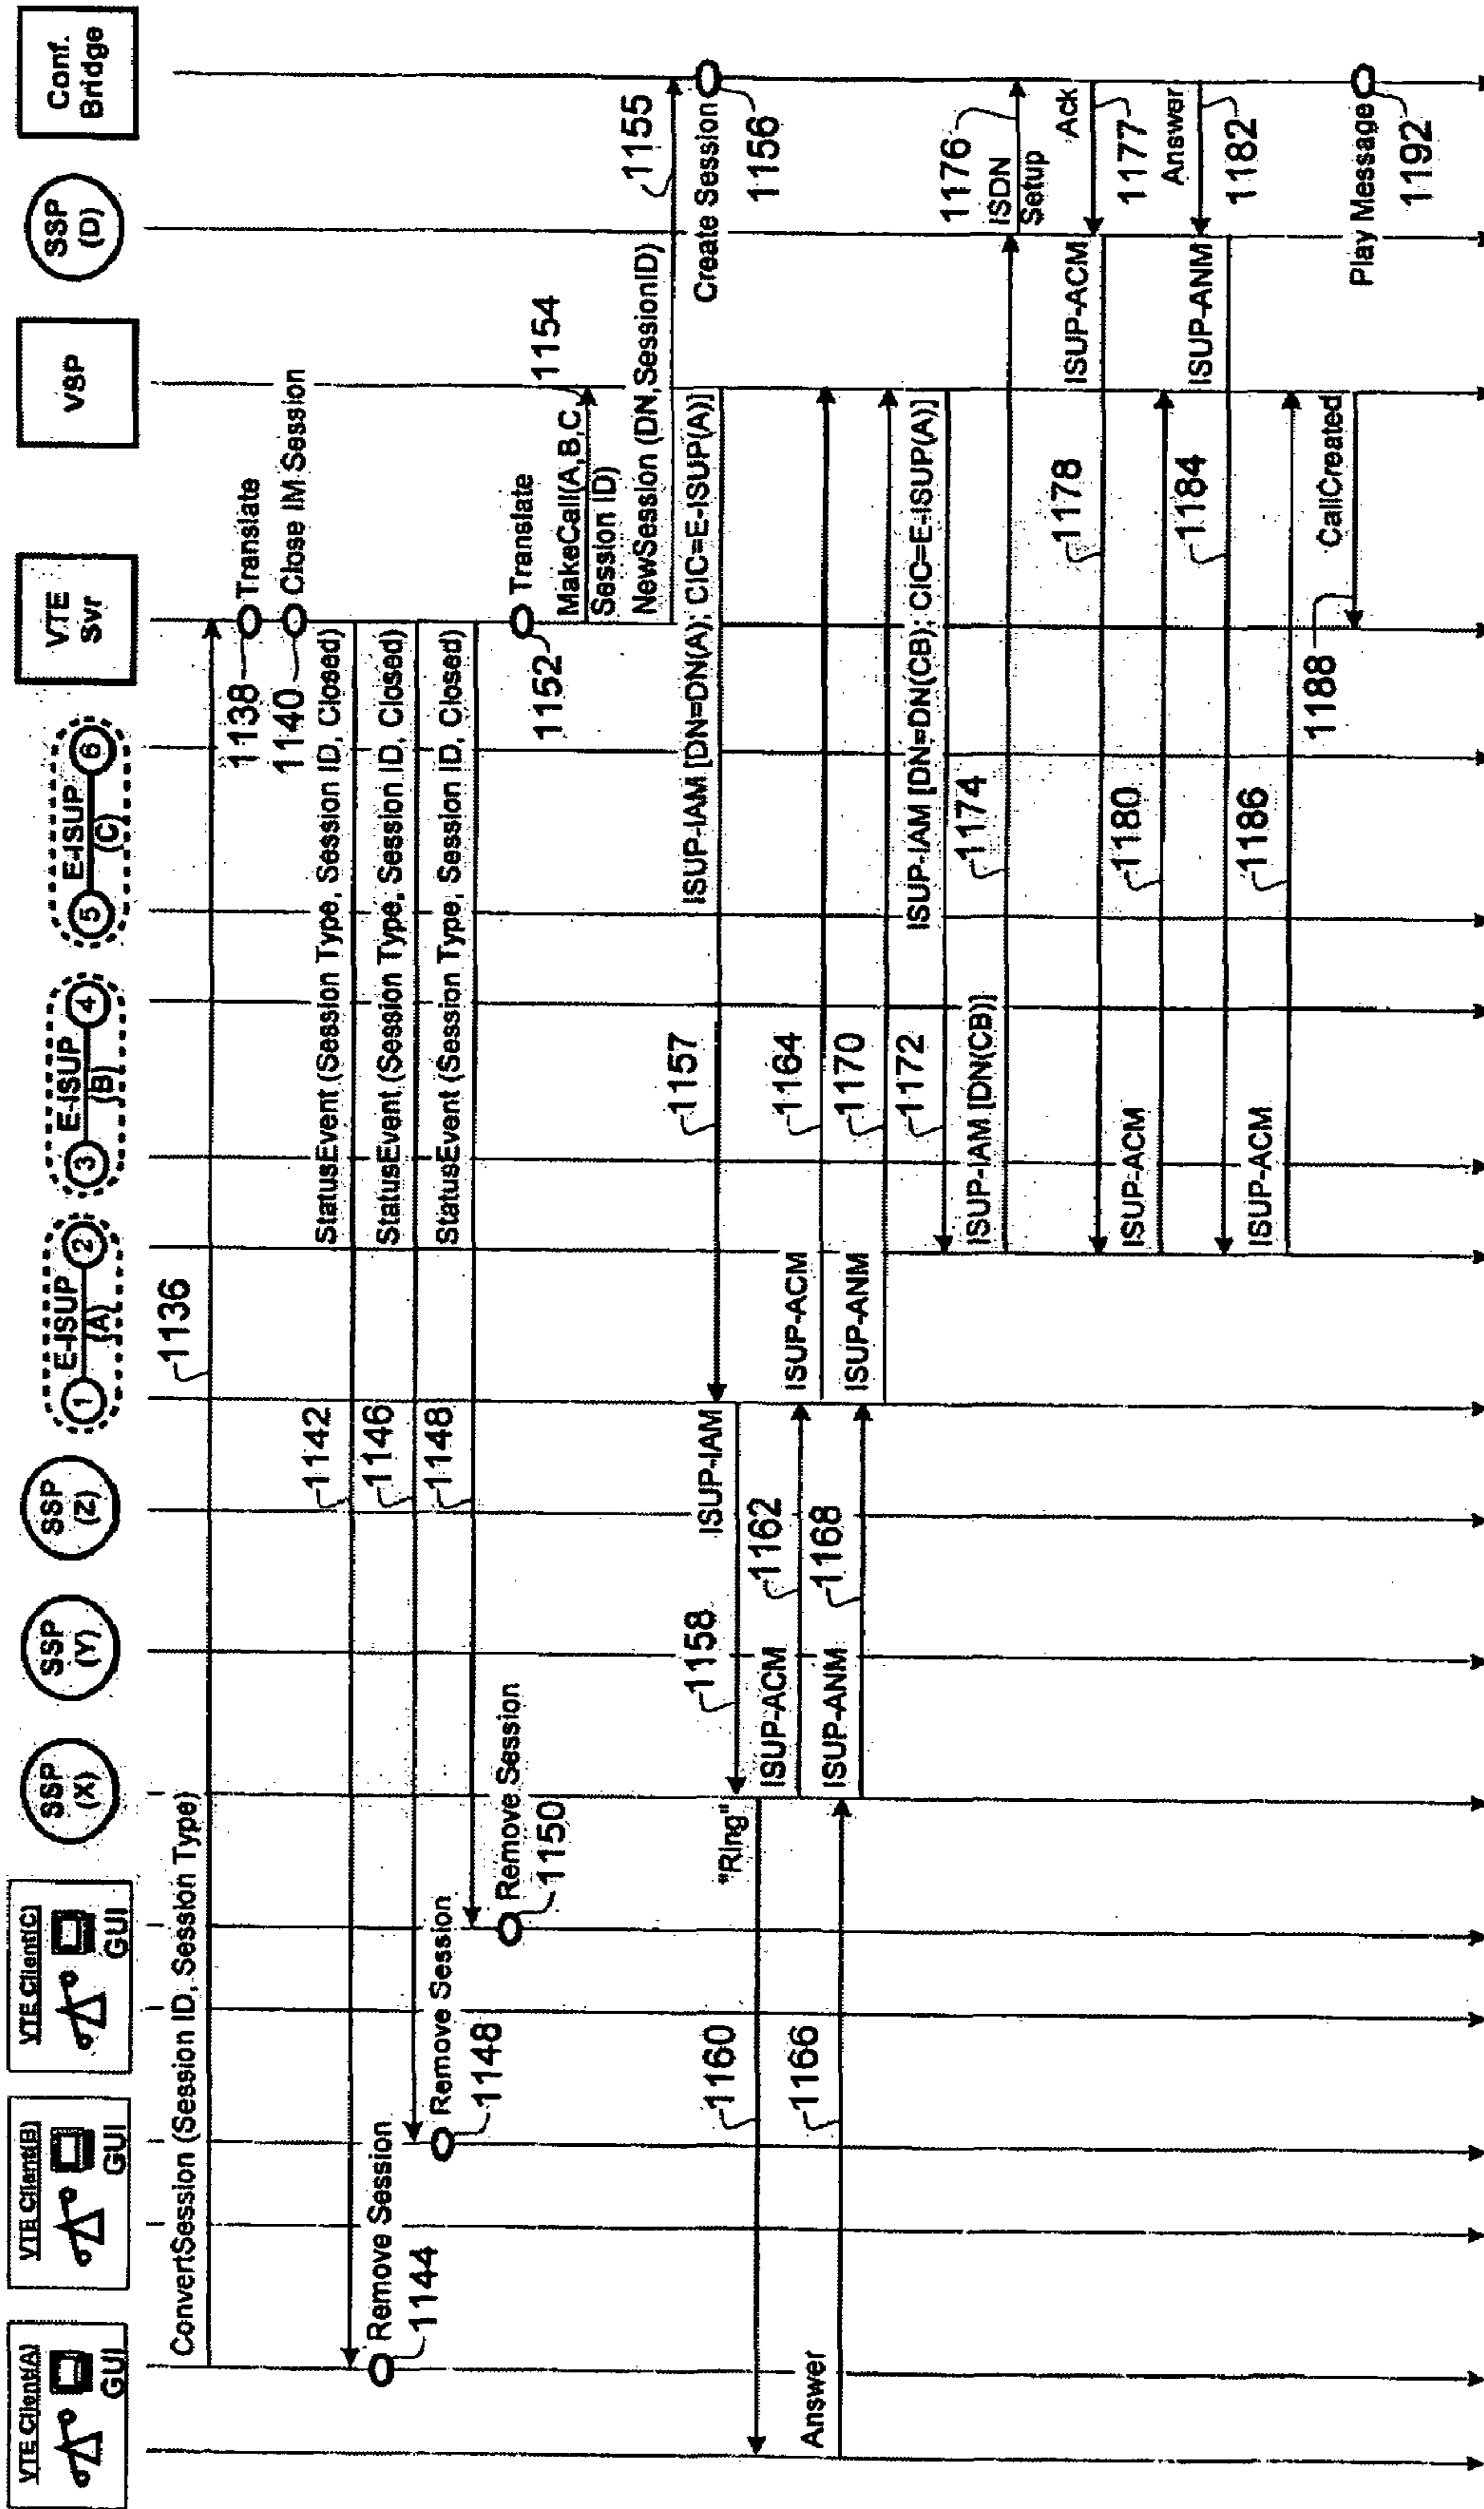 VTE Client(A)
GUI
VTE Client(B)
GUI
VTE Client(C)
GUI
SSP
(X)
SSP
(Y)
SSP
(Z)
1
E-ISUP
(A)
2
3
E-ISUP
(B)
4
5
E-ISUP
(C)
6
VTE
Svr
VSP
SSP
(D)
Conf.
Bridge
ConvertSession (Session ID, Session Type)
1136
1138
Translate
1140
Close IM Session
StatusEvent (Session Type, Session ID, Closed)
1142
Remove Session
1144
StatusEvent (Session Type, Session ID, Closed)
1146
Remove Session
1148
StatusEvent (Session Type, Session ID, Closed)
1148
Remove Session
1150
Translate
1152
MakeCall(A,B,C
Session ID)
1154
NewSession (DN,SessionID)
1155
Create Session
1156
ISUP-IAM [DN=DN(A); CIC=E-ISUP(A)]
1157
ISUP-IAM
1158
"Ring"
1160
ISUP-ACM
1162
ISUP-ACM
1164
Answer
1166
ISUP-ANM
1168
ISUP-ANM
1170
ISUP-IAM [DN=DN(CB); CIC=E-ISUP(A)]
1172
ISUP-IAM [DN(CB)]
1174
1176
ISDN
Setup
Ack
1177
ISUP-ACM
1178
ISUP-ACM
1180
Answer
1182
ISUP-ANM
1184
ISUP-ACM
1186
CallCreated
1188
Play Message
1192